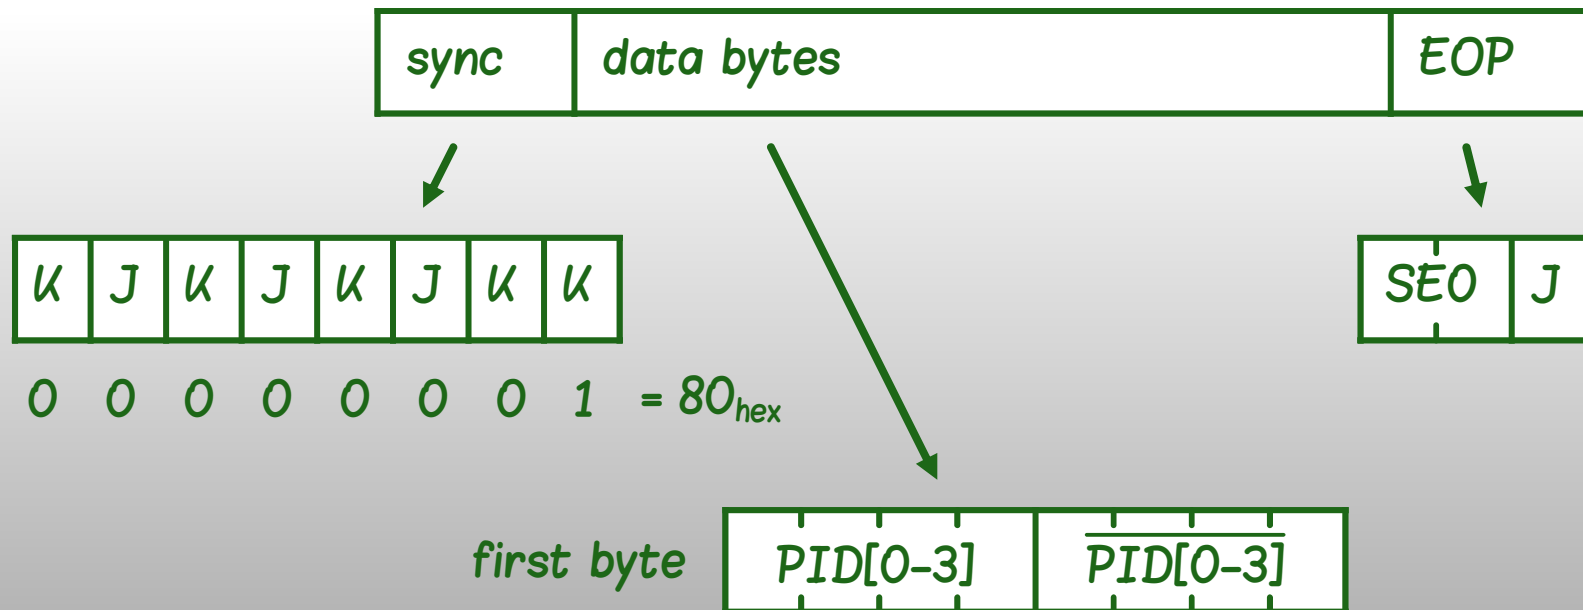 sync data bytes EOP
K J K J K J K K SE0 J
0 0 0 0 0 0 0 1 = 80hex
first byte PID[0-3] PID[0-3]